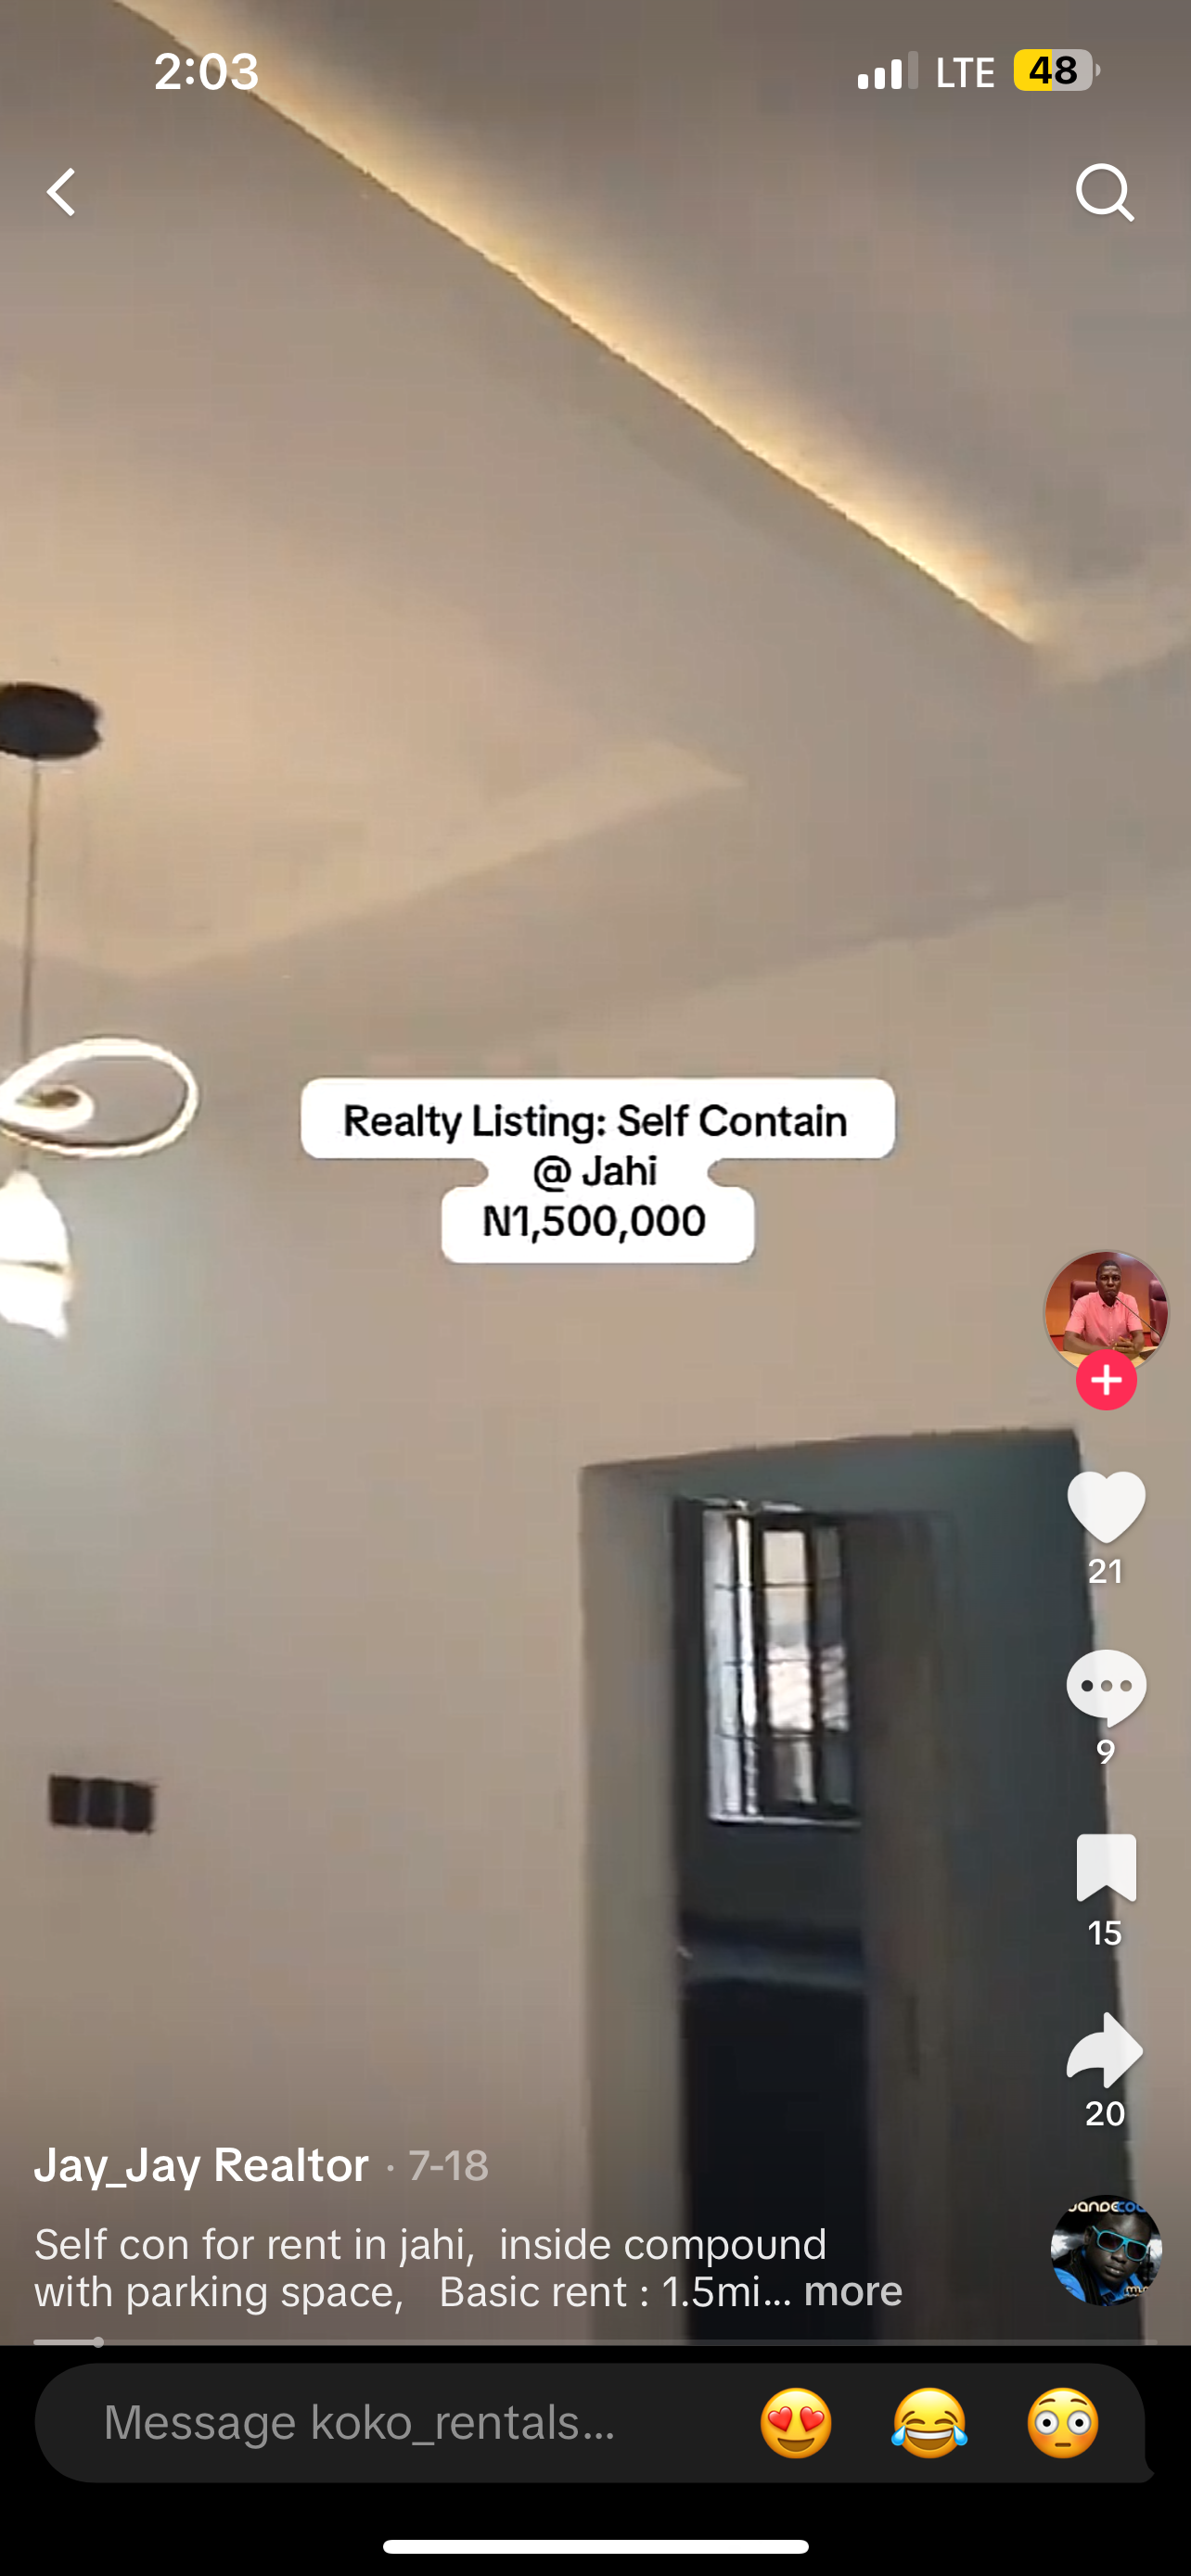 2:03
LTE
48
Realty Listing: Self Contain
@ Jahi
N1,500,000
21
9
15
20
Jay_Jay Realtor · 7-18
Self con for rent in jahi, inside compound
with parking space, Basic rent : 1.5mi... more
Message koko_rentals...